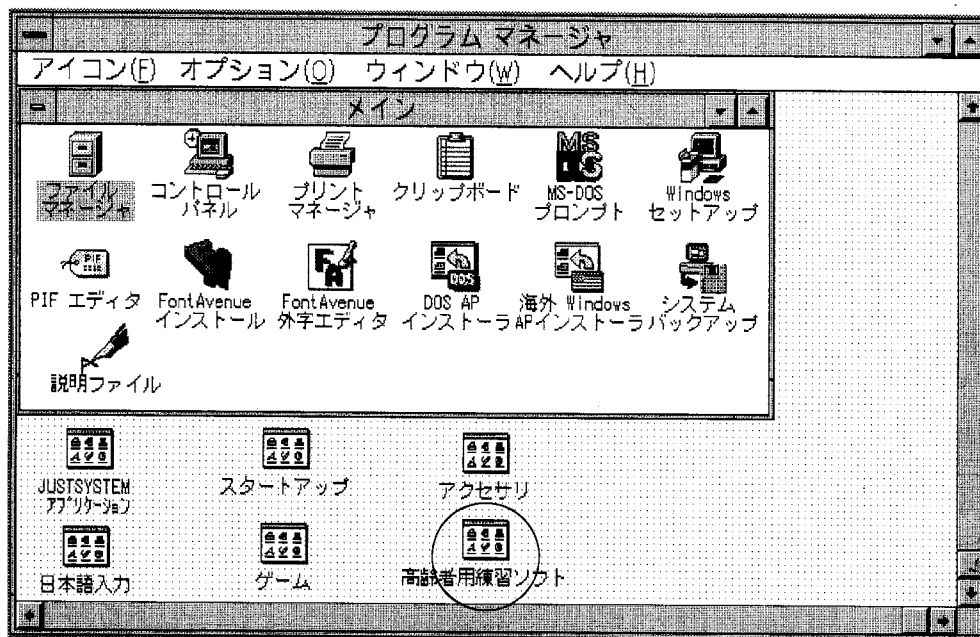 プログラム マネージャ
アイコン(F) オプション(O) ウィンドウ(W) ヘルプ(H)
メイン
ファイル
マネージャ
コントロール
パネル
プリント
マネージャ
クリップボード
MS-DOS
プロンプト
Windows
セットアップ
PIF エディタ
FontAvenue
インストール
FontAvenue
外字エディタ
DOS AP
インストーラ
海外 Windows
APインストーラ
システム
バックアップ
説明ファイル
JUSTSYSTEM
アプリケーション
スタートアップ
アクセサリ
日本語入力
ゲーム
高齢者用練習ソフト